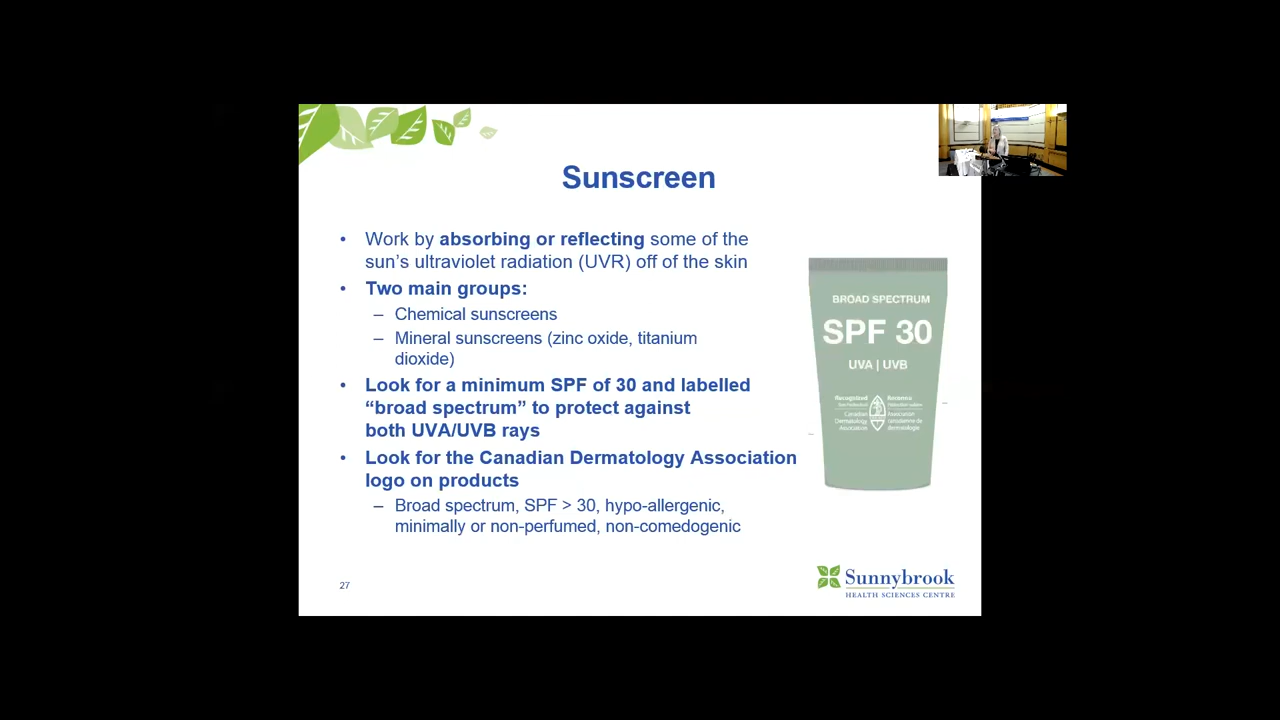 Sunscreen
• Work by absorbing or reflecting some of the
sun's ultraviolet radiation (UVR) off of the skin
• Two main groups:
– Chemical sunscreens
– Mineral sunscreens (zinc oxide, titanium
dioxide)
• Look for a minimum SPF of 30 and labelled
“broad spectrum” to protect against
both UVA/UVB rays
• Look for the Canadian Dermatology Association
logo on products
– Broad spectrum, SPF > 30, hypo-allergenic,
minimally or non-perfumed, non-comedogenic
BROAD SPECTRUM
SPF 30
UVA | UVB
Recognized
Canadian
Dermatology
Association
27
Sunnybrook
HEALTH SCIENCES CENTRE